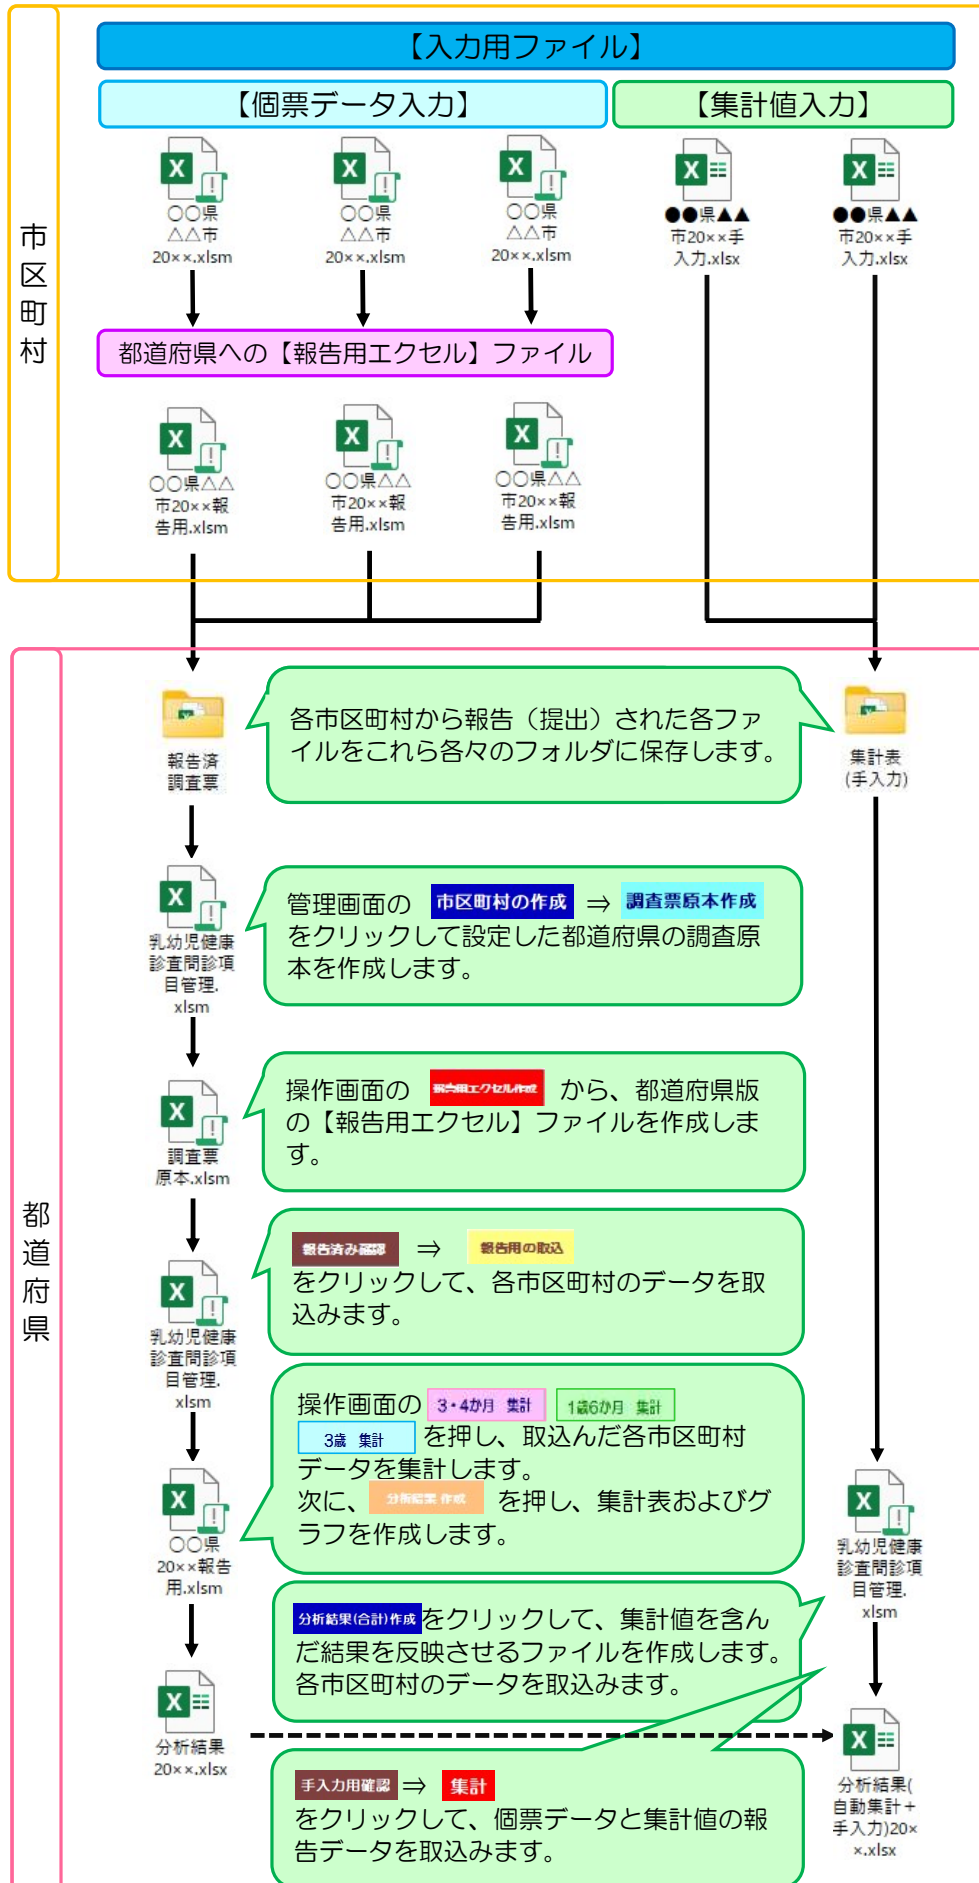 【入力用ファイル】
【個票データ入力】
【集計値入力】
市区町村
○○県
△△市
20××.xlsm
○○県
△△市
20××.xlsm
○○県
△△市
20××.xlsm
●●県▲▲
市20××手
入力.xlsx
●●県▲▲
市20××手
入力.xlsx
都道府県への【報告用エクセル】ファイル
○○県△△
市20××報
告用.xlsm
○○県△△
市20××報
告用.xlsm
○○県△△
市20××報
告用.xlsm
都道府県
報告済
調査票
各市区町村から報告（提出）された各ファ
イルをこれら各々のフォルダに保存します。
集計表
(手入力)
乳幼児健康
診査問診項
目管理.
xlsm
管理画面の 市区町村の作成 ⇒ 調査票原本作成
をクリックして設定した都道府県の調査原
本を作成します。
調査票
原本.xlsm
操作画面の 報告用エクセル作成 から、都道府県版
の【報告用エクセル】ファイルを作成しま
す。
乳幼児健康
診査問診項
目管理.
xlsm
報告済み確認 ⇒ 報告用の取込
をクリックして、各市区町村のデータを取
込みます。
○○県
20××報告
用.xlsm
操作画面の 3・4か月 集計 1歳6か月 集計
3歳 集計 を押し、取込んだ各市区町村
データを集計します。
次に、 分析結果 作成 を押し、集計表およびグ
ラフを作成します。
乳幼児健康
診査問診項
目管理.
xlsm
分析結果(合計)作成 をクリックして、集計値を含ん
だ結果を反映させるファイルを作成します。
各市区町村のデータを取込みます。
分析結果
20××.xlsx
手入力用確認 ⇒ 集計
をクリックして、個票データと集計値の報
告データを取込みます。
分析結果(
自動集計＋
手入力)20×
×.xlsx